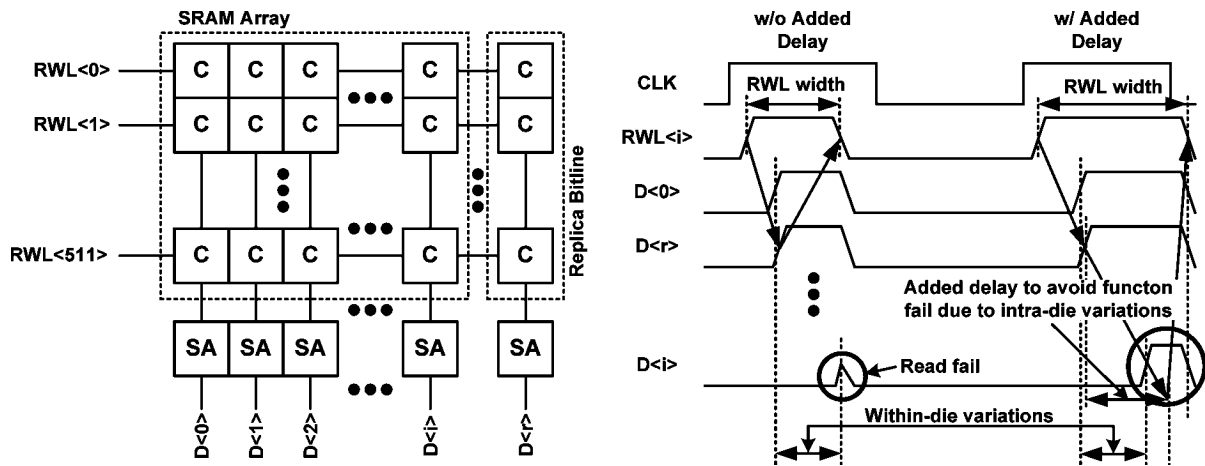 SRAM Array
RWL<0>
C C C C C
RWL<1>
C C C C C
RWL<511>
C C C C C
Replica Bitline
SA SA SA SA SA
D<0> D<1> D<2> D<i> D<r>
w/o Added
Delay
w/ Added
Delay
CLK
RWL width
RWL width
RWL<i>
D<0>
D<r>
Added delay to avoid functon
fail due to intra-die variations
D<i>
Read fail
Within-die variations